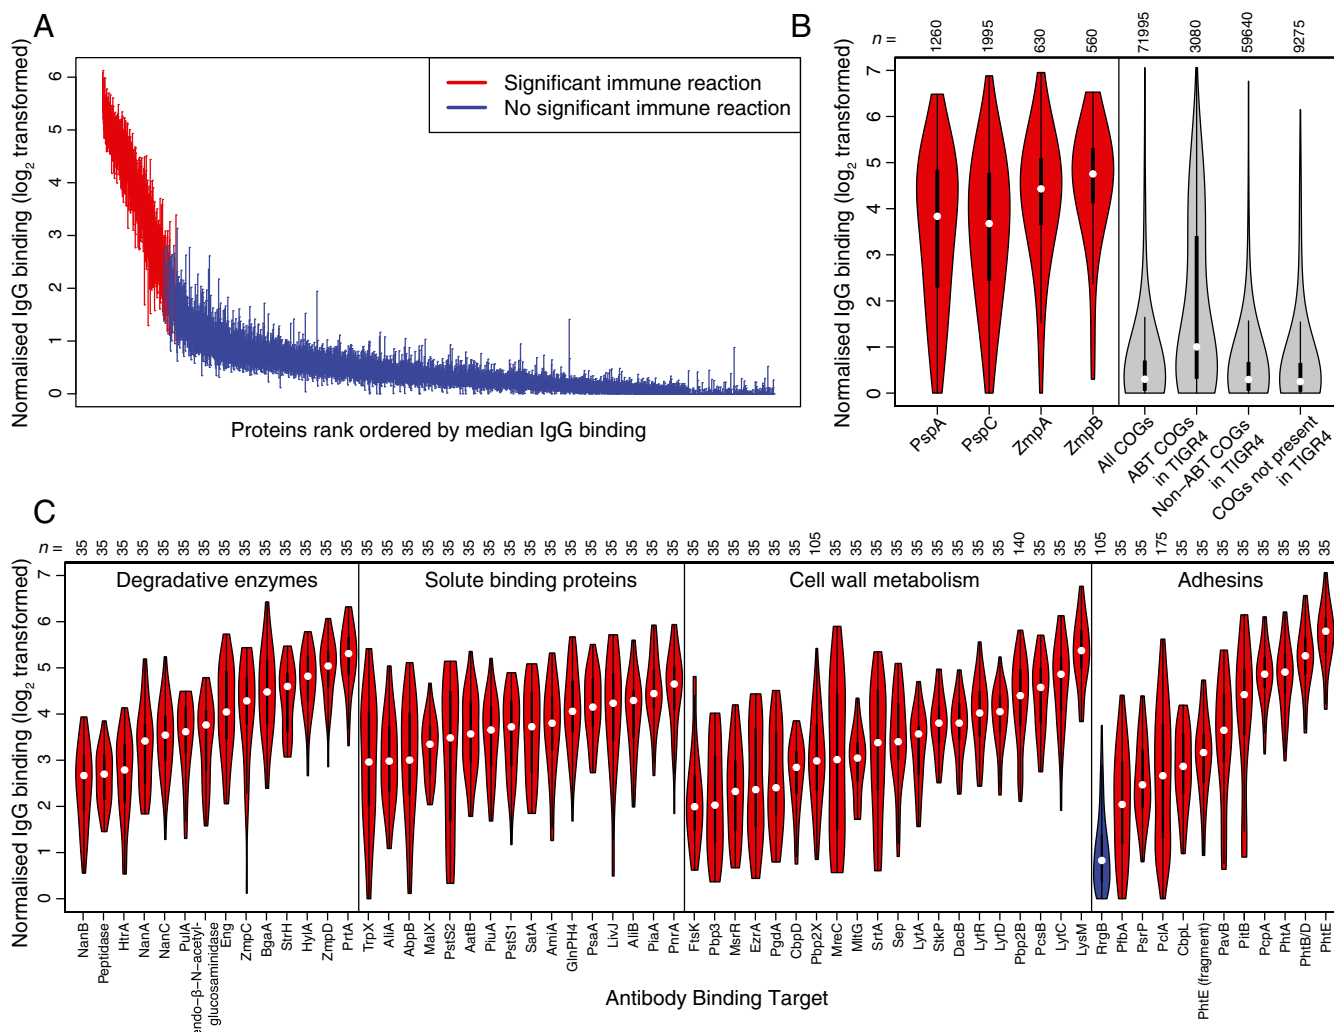 A
Normalised IgG binding (log2 transformed)
6
5
4
3
2
1
0
Significant immune reaction
No significant immune reaction
Proteins rank ordered by median IgG binding
B
n = 1260 1995 630 560 71995 3080 59640 9275
Normalised IgG binding (log2 transformed)
7
6
5
4
3
2
1
0
PspA
PspC
ZmpA
ZmpB
All COGs
ABT COGs
in TIGR4
Non−ABT COGs
in TIGR4
COGs not present
in TIGR4
C
n = 35 35 35 35 35 35 35 35 35 35 35 35 35 35 35 35 35 35 35 35 35 35 35 35 35 35 35 35 35 35 35 35 105 35 35 35 35 35 35 35 35 35 140 35 35 35 105 35 35 175 35 35 35 35 35 35 35 35
Degradative enzymes
Solute binding proteins
Cell wall metabolism
Adhesins
Normalised IgG binding (log2 transformed)
7
6
5
4
3
2
1
0
NanB
Peptidase
HtrA
NanA
NanC
PulA
endo−β−N−acetyl−
glucosaminidase
Eng
ZmpC
BgaA
StrH
HylA
ZmpD
PrtA
TrpX
AliA
AbpB
MalX
PstS2
AatB
PiuA
PstS1
SatA
AmiA
GlnPH4
PsaA
LivJ
AliB
PiaA
PnrA
FtsK
Pbp3
MsrR
EzrA
PgdA
CbpD
Pbp2X
MreC
MltG
SrtA
Sep
LytA
StkP
DacB
LytR
LytD
Pbp2B
PcsB
LytC
LysM
RrgB
PfbA
PsrP
PclA
CbpL
PhtE (fragment)
PavB
PitB
PcpA
PhtA
PhtB/D
PhtE
Antibody Binding Target